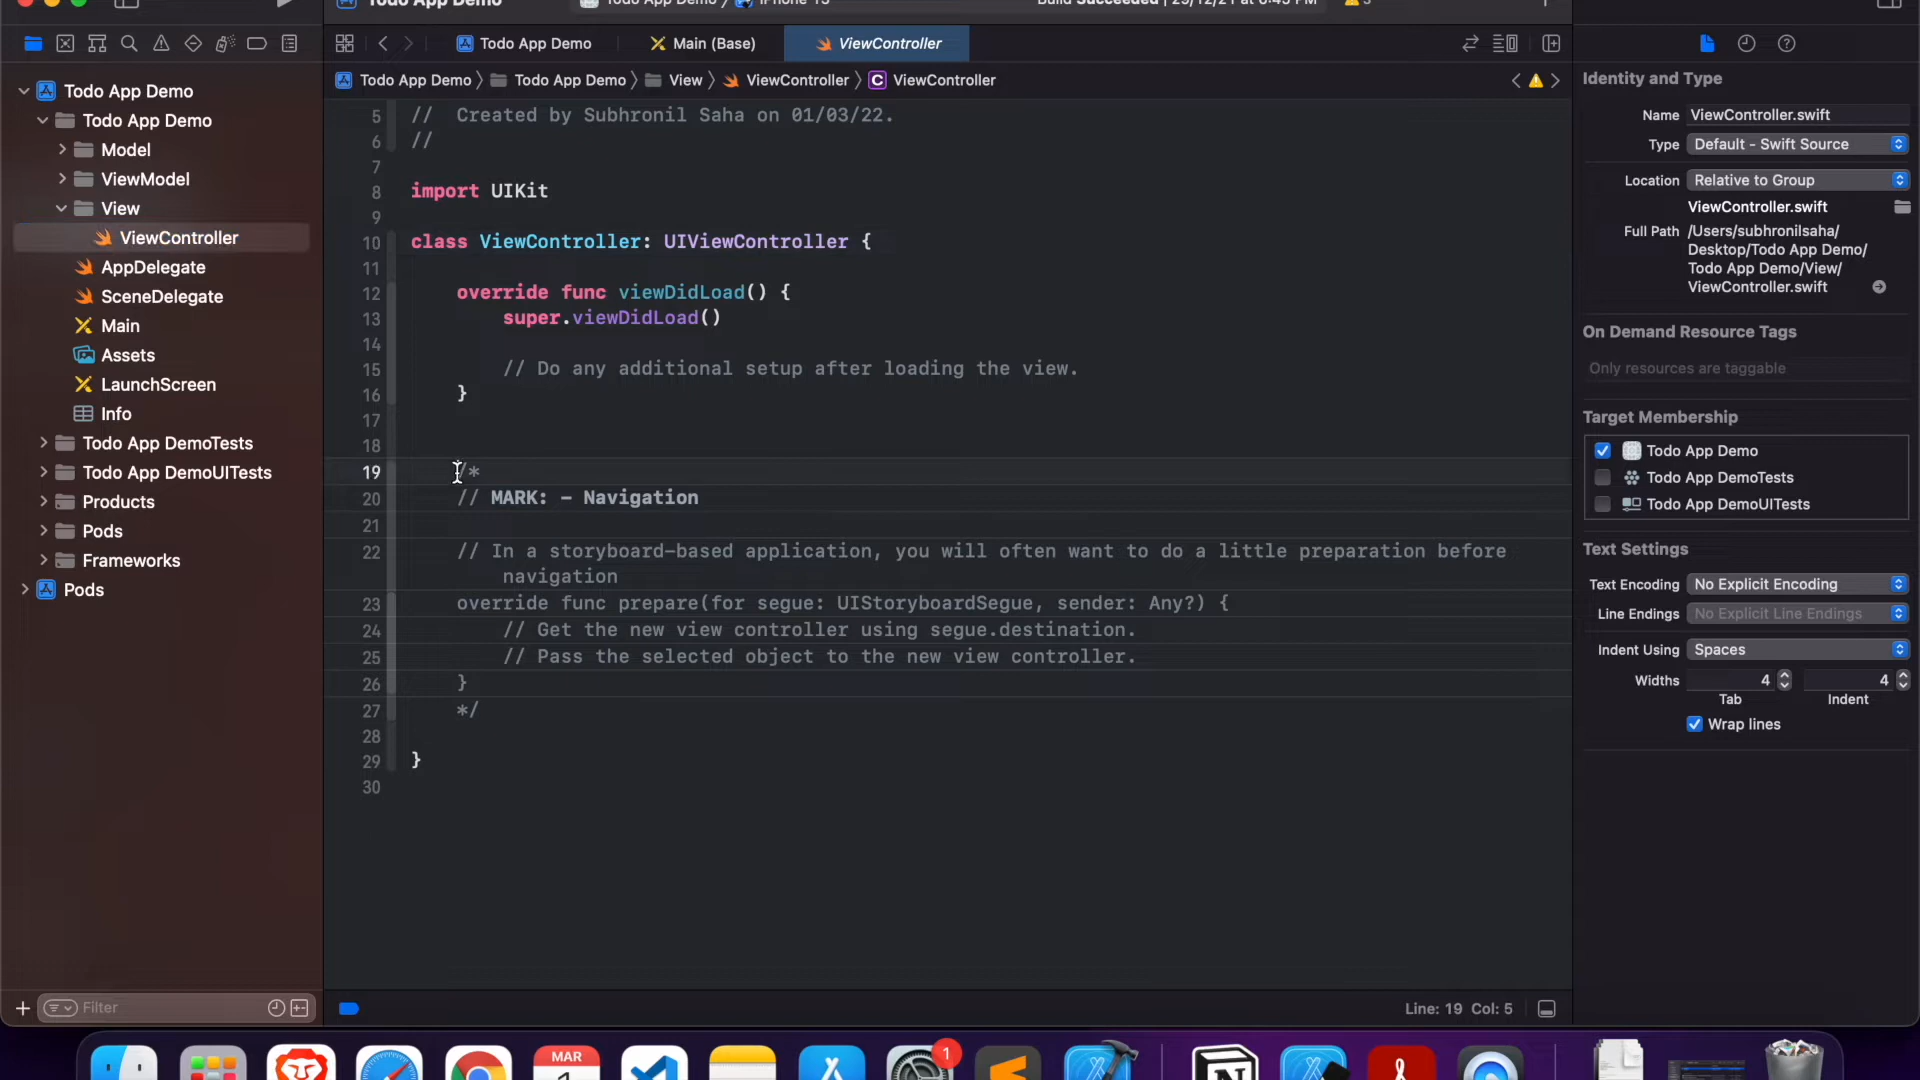 Todo App Demo
Todo App Demo / iPhone 13
Todo App Demo
Main (Base)
ViewController
Todo App Demo
Todo App Demo
View
ViewController
ViewController
Todo App Demo
Todo App Demo
Model
ViewModel
View
ViewController
AppDelegate
SceneDelegate
Main
Assets
LaunchScreen
Info
Todo App DemoTests
Todo App DemoUITests
Products
Pods
Frameworks
Pods
Filter
5 //  Created by Subhronil Saha on 01/03/22.
6 //
7
8 import UIKit
9
10 class ViewController: UIViewController {
11
12     override func viewDidLoad() {
13         super.viewDidLoad()
14
15         // Do any additional setup after loading the view.
16     }
17
18
19     /*
20     // MARK: - Navigation
21
22     // In a storyboard-based application, you will often want to do a little preparation before
navigation
23     override func prepare(for segue: UIStoryboardSegue, sender: Any?) {
24         // Get the new view controller using segue.destination.
25         // Pass the selected object to the new view controller.
26     }
27     */
28
29 }
30
Line: 19 Col: 5
Identity and Type
Name ViewController.swift
Type Default - Swift Source
Location Relative to Group
ViewController.swift
Full Path /Users/subhronilsaha/
Desktop/Todo App Demo/
Todo App Demo/View/
ViewController.swift
On Demand Resource Tags
Only resources are taggable
Target Membership
Todo App Demo
Todo App DemoTests
Todo App DemoUITests
Text Settings
Text Encoding No Explicit Encoding
Line Endings No Explicit Line Endings
Indent Using Spaces
Widths 4 4
Tab Indent
Wrap lines
MAR
1